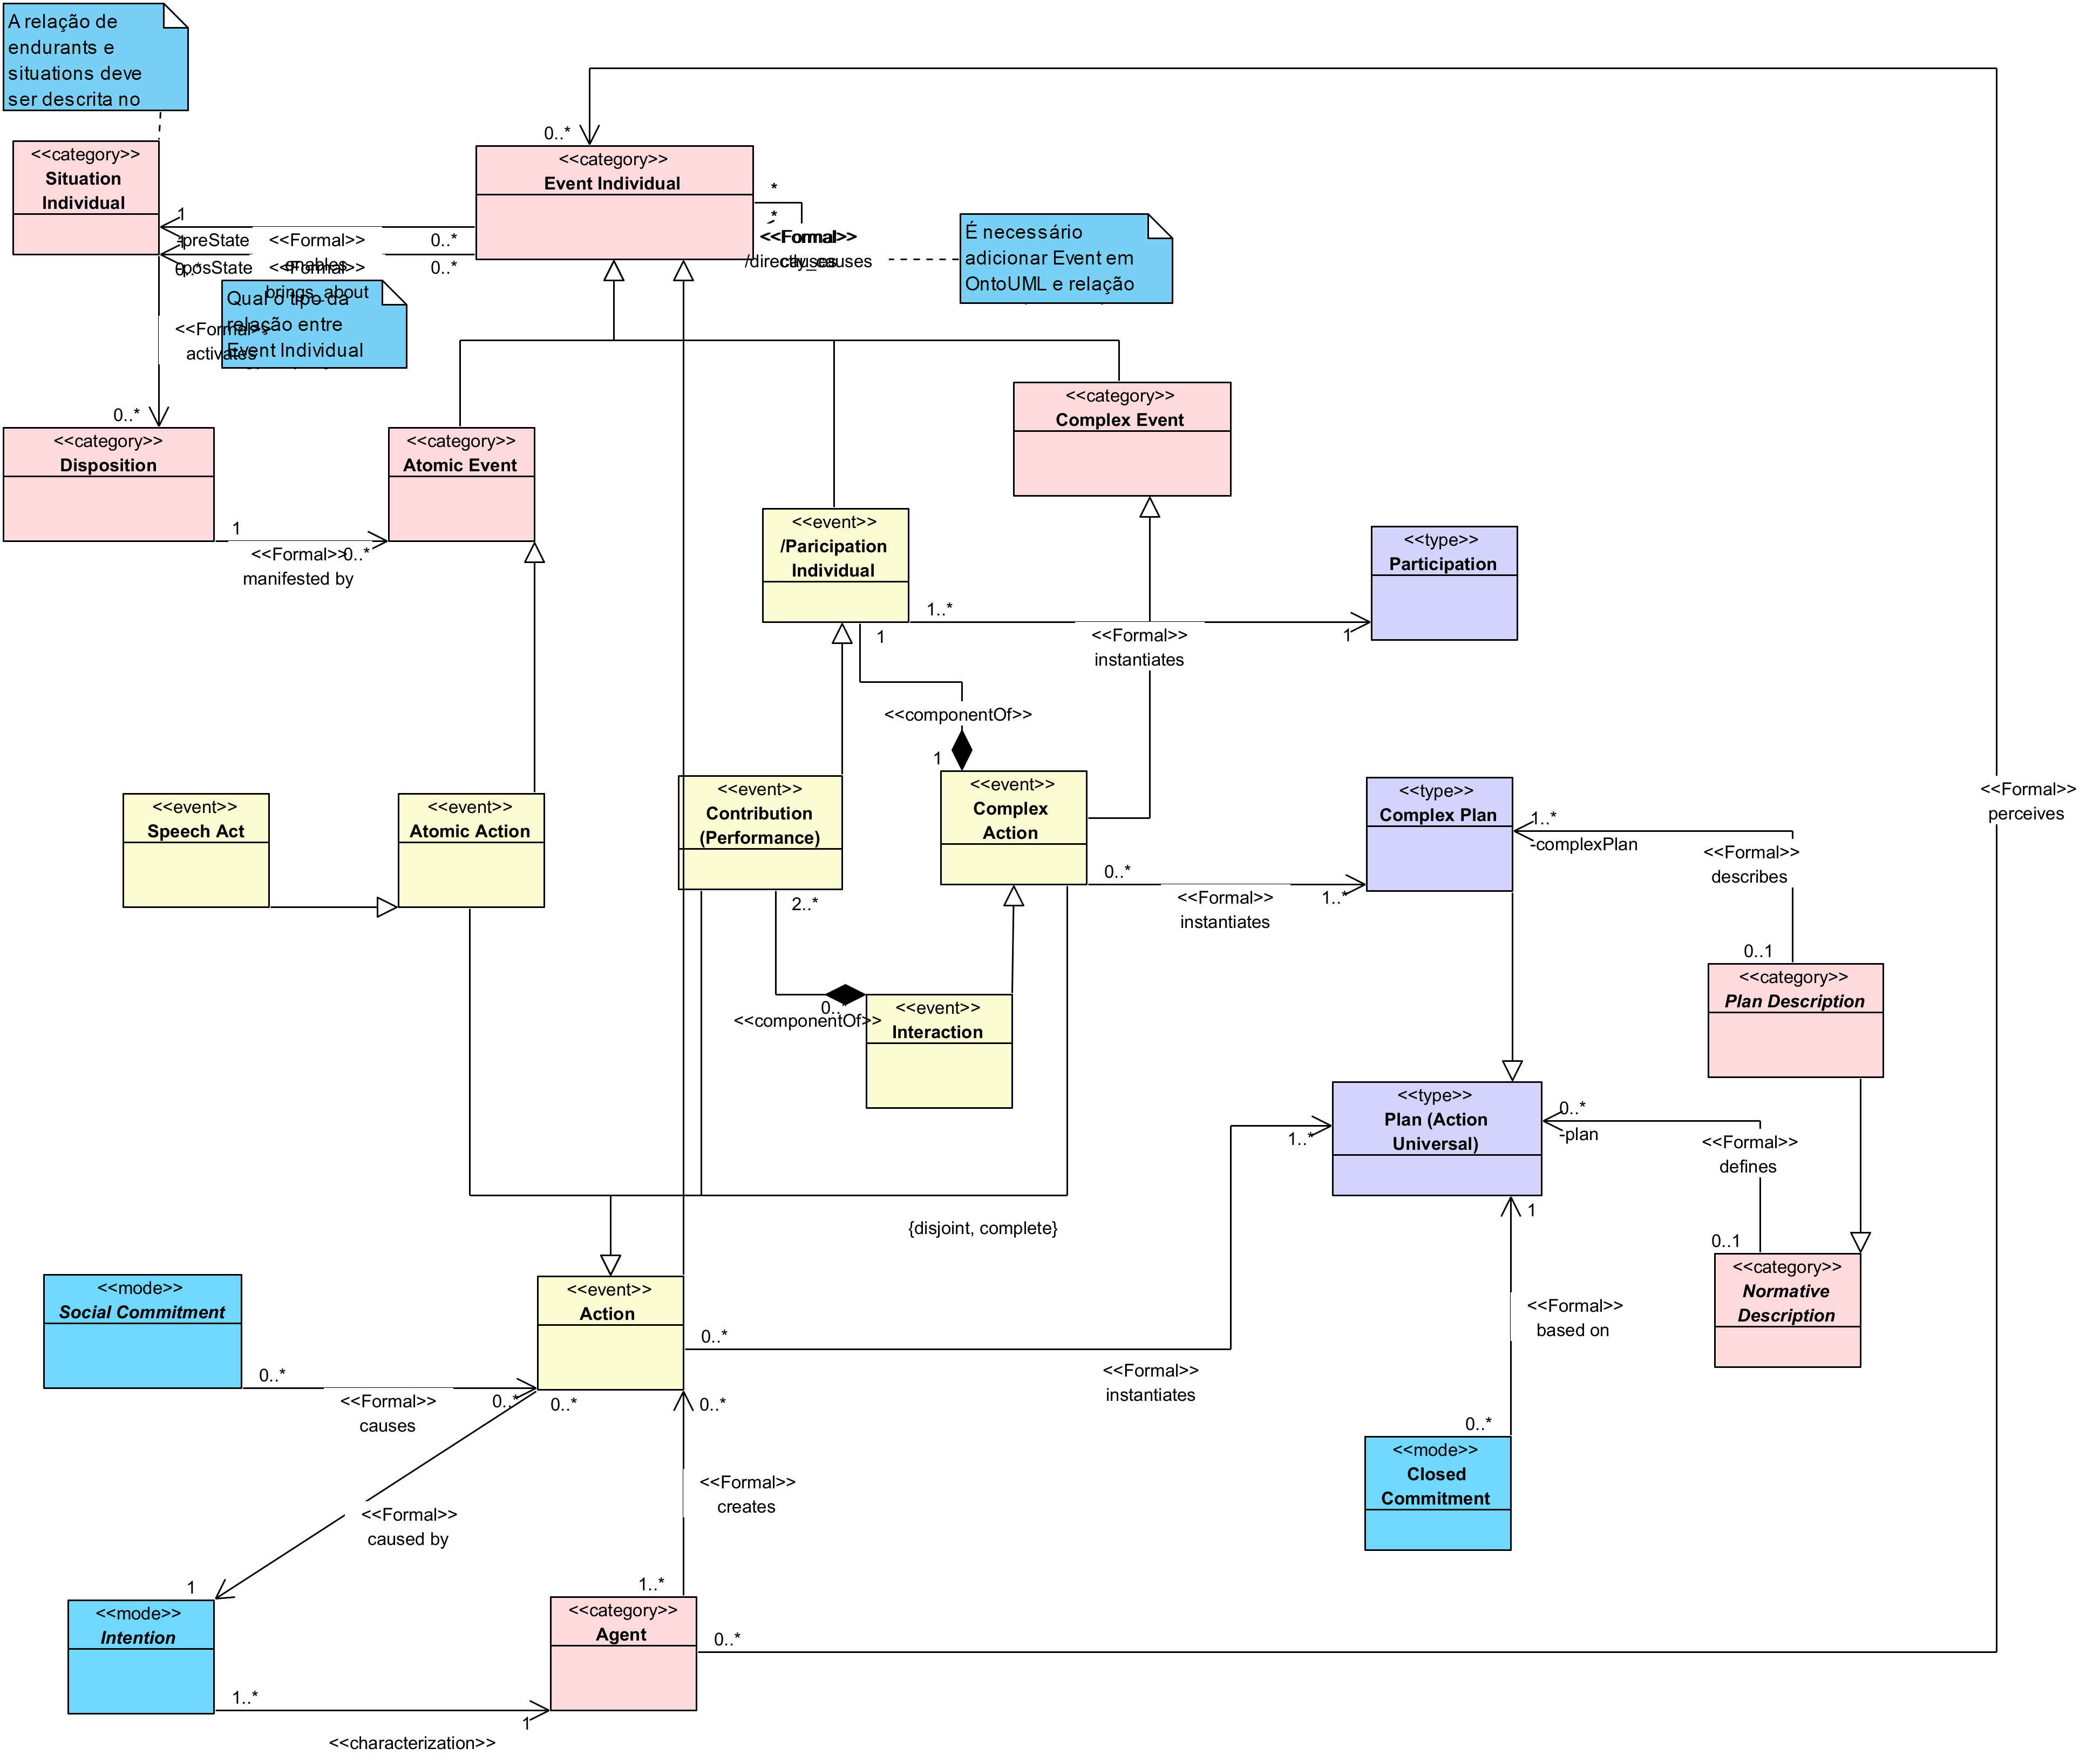 A relação de
endurants e
situations deve
ser descrita no
<<category>>
Situation
Individual
0..*
<<category>>
Event Individual
*
*
<<Formal>>
/directly_causes
<<Formal>>
causes
É necessário
adicionar Event em
OntoUML e relação
1
-preState
<<Formal>>
enables
0..*
1
-posState
<<Formal>>
brings_about
0..*
0..*
Qual o tipo da
relação entre
Event Individual
<<Formal>>
activates
0..*
<<category>>
Disposition
<<category>>
Atomic Event
<<category>>
Complex Event
1
<<Formal>>
manifested by
0..*
<<event>>
/Paricipation
Individual
<<type>>
Participation
1..*
1
<<Formal>>
instantiates
1
<<componentOf>>
1
<<event>>
Speech Act
<<event>>
Atomic Action
<<event>>
Contribution
(Performance)
<<event>>
Complex
Action
<<type>>
Complex Plan
<<Formal>>
perceives
1..*
-complexPlan
<<Formal>>
describes
0..1
0..*
<<Formal>>
instantiates
1..*
2..*
0..*
<<componentOf>>
<<event>>
Interaction
<<category>>
Plan Description
<<type>>
Plan (Action
Universal)
1..*
0..*
-plan
<<Formal>>
defines
0..1
{disjoint, complete}
1
<<category>>
Normative
Description
<<mode>>
Social Commitment
<<event>>
Action
<<Formal>>
based on
0..*
<<Formal>>
causes
0..*
0..*
0..*
0..*
<<Formal>>
instantiates
0..*
<<mode>>
Closed
Commitment
<<Formal>>
creates
<<Formal>>
caused by
1
1..*
<<mode>>
Intention
<<category>>
Agent
0..*
1..*
1
<<characterization>>